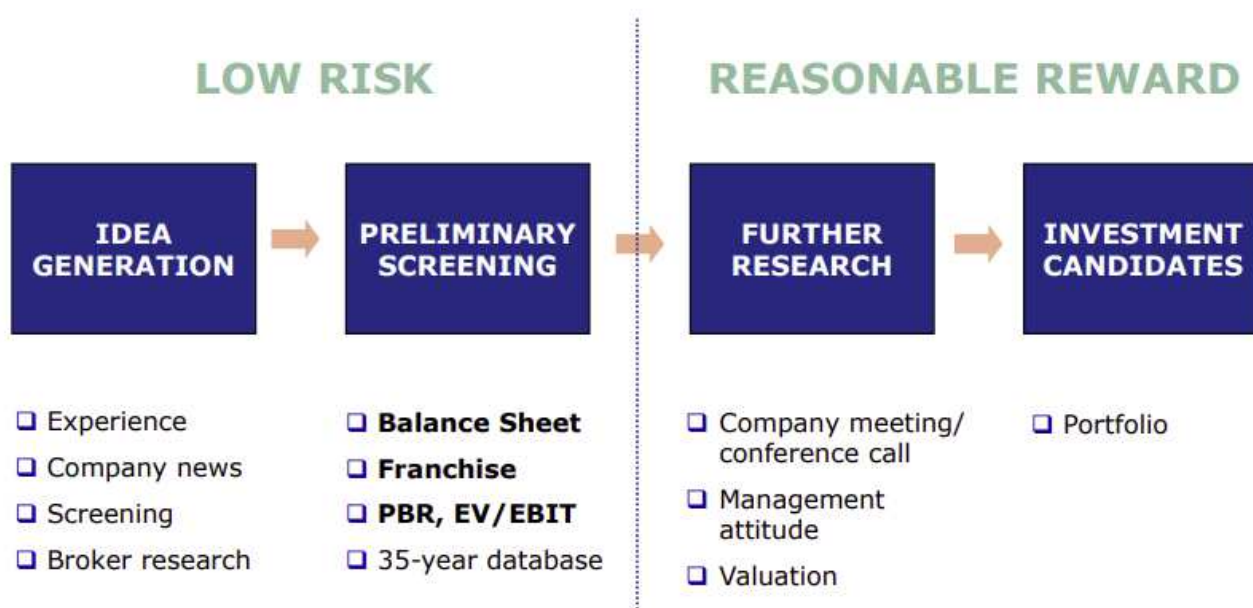 LOW RISK
REASONABLE REWARD
IDEA
GENERATION
PRELIMINARY
SCREENING
FURTHER
RESEARCH
INVESTMENT
CANDIDATES
Experience
Company news
Screening
Broker research
Balance Sheet
Franchise
PBR, EV/EBIT
35-year database
Company meeting/
conference call
Management
attitude
Valuation
Portfolio